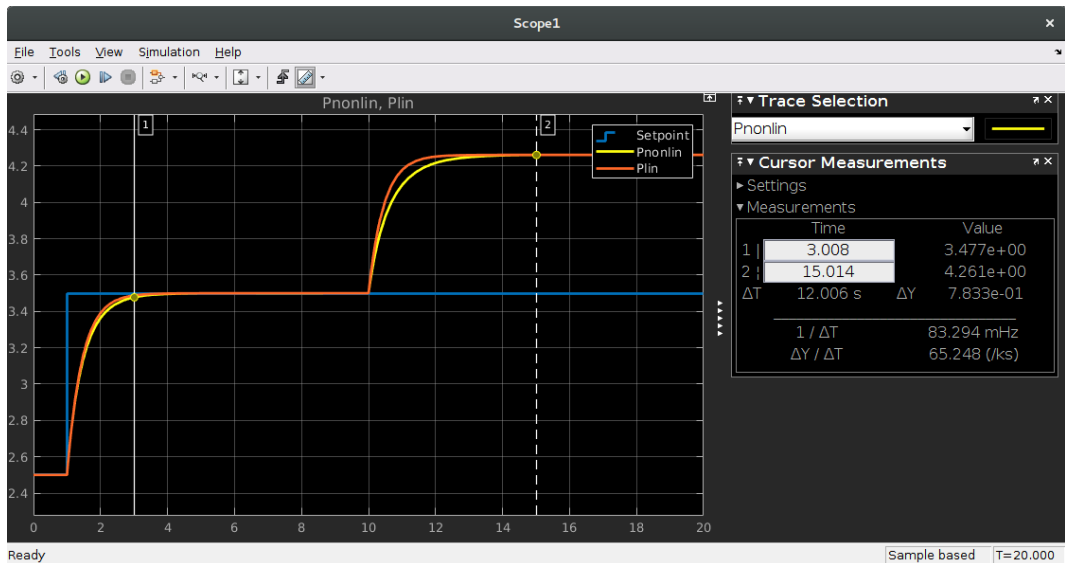 Scope1
×
File Tools View Simulation Help
Pnonlin, Plin
Trace Selection
Pnonlin
Cursor Measurements
Settings
Measurements
Time Value
1 3.008 3.477e+00
2 15.014 4.261e+00
ΔT 12.006 s ΔY 7.833e-01
1 / ΔT 83.294 mHz
ΔY / ΔT 65.248 (/ks)
1
2
Setpoint
Pnonlin
Plin
4.4
4.2
4
3.8
3.6
3.4
3.2
3
2.8
2.6
2.4
0 2 4 6 8 10 12 14 16 18 20
Ready Sample based T=20.000